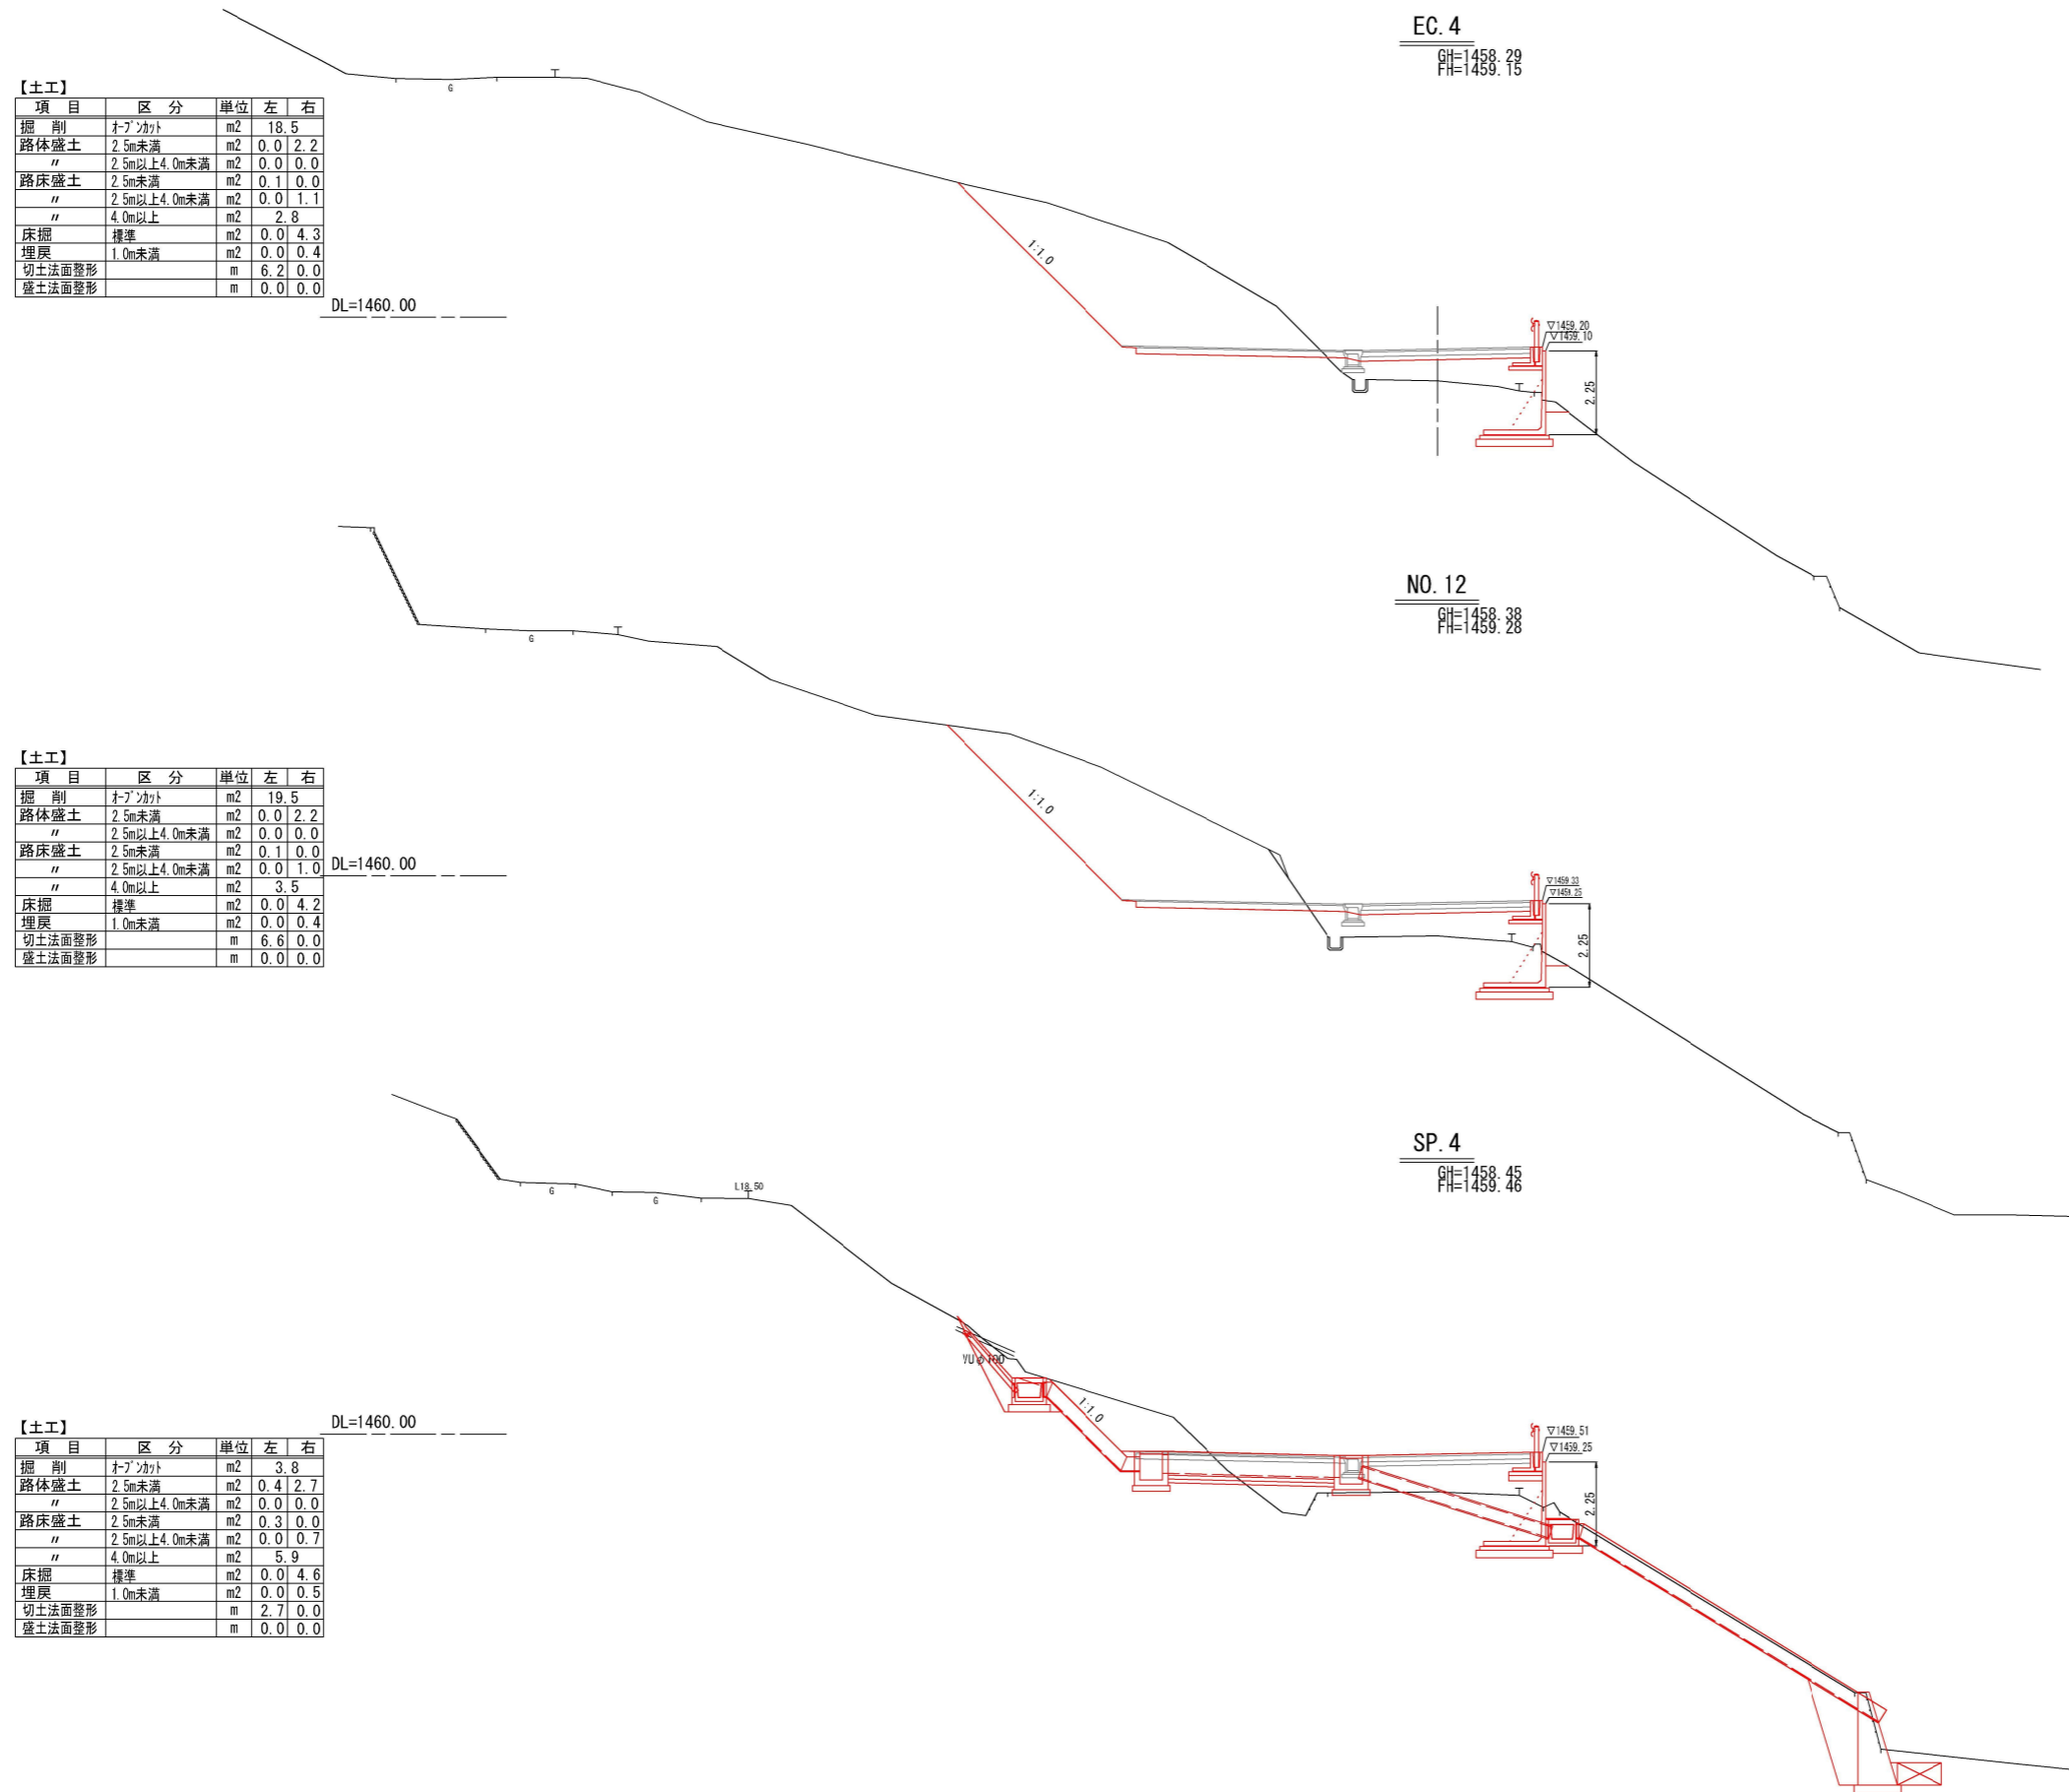 EC.4
GH=1458.29
FH=1459.15
G
【土工】
項 目 区 分 単位 左 右
掘 削 ｵｰﾌﾟﾝｶｯﾄ m2 18.5
路体盛土 2.5m未満 m2 0.0 2.2
〃 2.5m以上4.0m未満 m2 0.0 0.0
路床盛土 2.5m未満 m2 0.1 0.0
〃 2.5m以上4.0m未満 m2 0.0 1.1
〃 4.0m以上 m2 2.8
床掘 標準 m2 0.0 4.3
埋戻 1.0m未満 m2 0.0 0.4
切土法面整形 m 6.2 0.0
盛土法面整形 m 0.0 0.0
DL=1460.00
1:1.0
▽1459.20
▽1459.10
2.25
NO.12
GH=1458.38
FH=1459.28
G
【土工】
項 目 区 分 単位 左 右
掘 削 ｵｰﾌﾟﾝｶｯﾄ m2 19.5
路体盛土 2.5m未満 m2 0.0 2.2
〃 2.5m以上4.0m未満 m2 0.0 0.0
路床盛土 2.5m未満 m2 0.1 0.0
〃 2.5m以上4.0m未満 m2 0.0 1.0
〃 4.0m以上 m2 3.5
床掘 標準 m2 0.0 4.2
埋戻 1.0m未満 m2 0.0 0.4
切土法面整形 m 6.6 0.0
盛土法面整形 m 0.0 0.0
DL=1460.00
1:1.0
▽1459.33
▽1459.25
2.25
SP.4
GH=1458.45
FH=1459.46
G
G
L18.50
VUφ100
1:1.0
【土工】
項 目 区 分 単位 左 右
掘 削 ｵｰﾌﾟﾝｶｯﾄ m2 3.8
路体盛土 2.5m未満 m2 0.4 2.7
〃 2.5m以上4.0m未満 m2 0.0 0.0
路床盛土 2.5m未満 m2 0.3 0.0
〃 2.5m以上4.0m未満 m2 0.0 0.7
〃 4.0m以上 m2 5.9
床掘 標準 m2 0.0 4.6
埋戻 1.0m未満 m2 0.0 0.5
切土法面整形 m 2.7 0.0
盛土法面整形 m 0.0 0.0
DL=1460.00
▽1459.51
▽1459.25
2.25